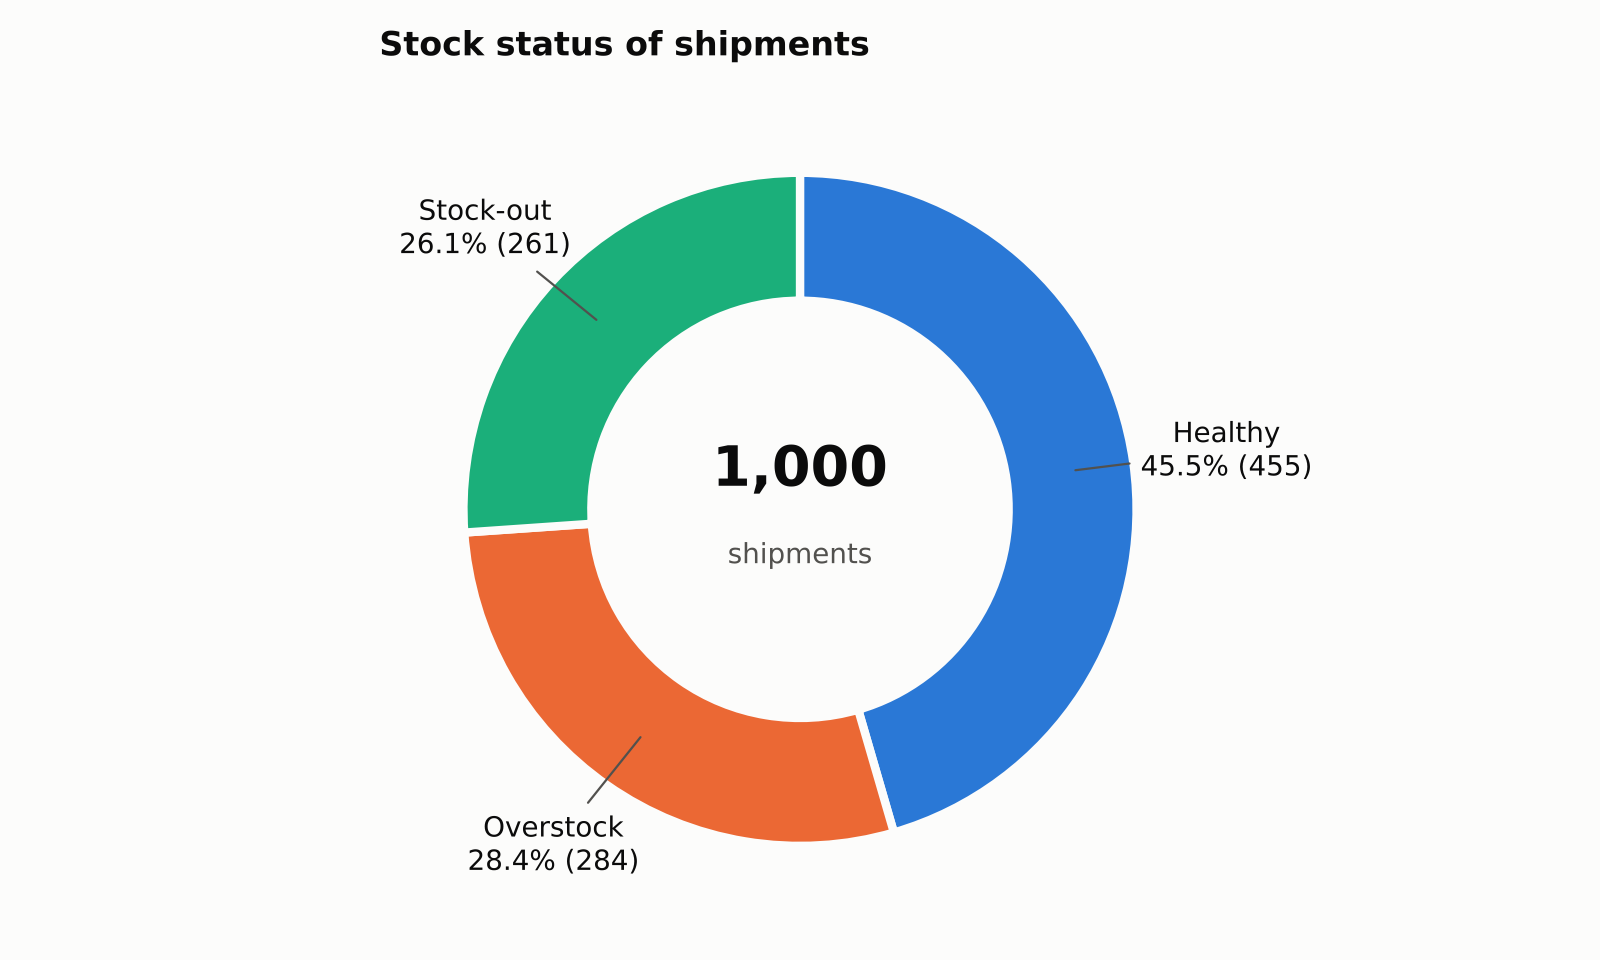 Stock status of shipments
Stock-out
26.1% (261)
Healthy
45.5% (455)
1,000
shipments
Overstock
28.4% (284)